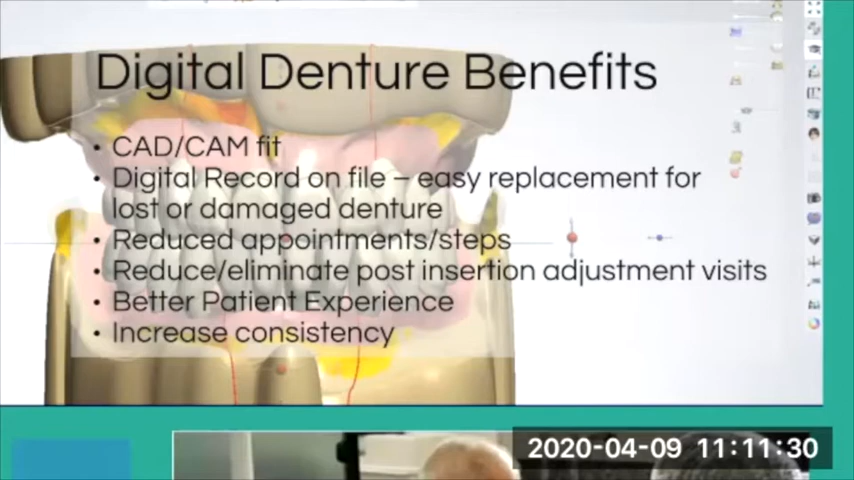 Digital Denture Benefits
• CAD/CAM fit
• Digital Record on file – easy replacement for
lost or damaged denture
• Reduced appointments/steps
• Reduce/eliminate post insertion adjustment visits
• Better Patient Experience
• Increase consistency
2020-04-09 11:11:30